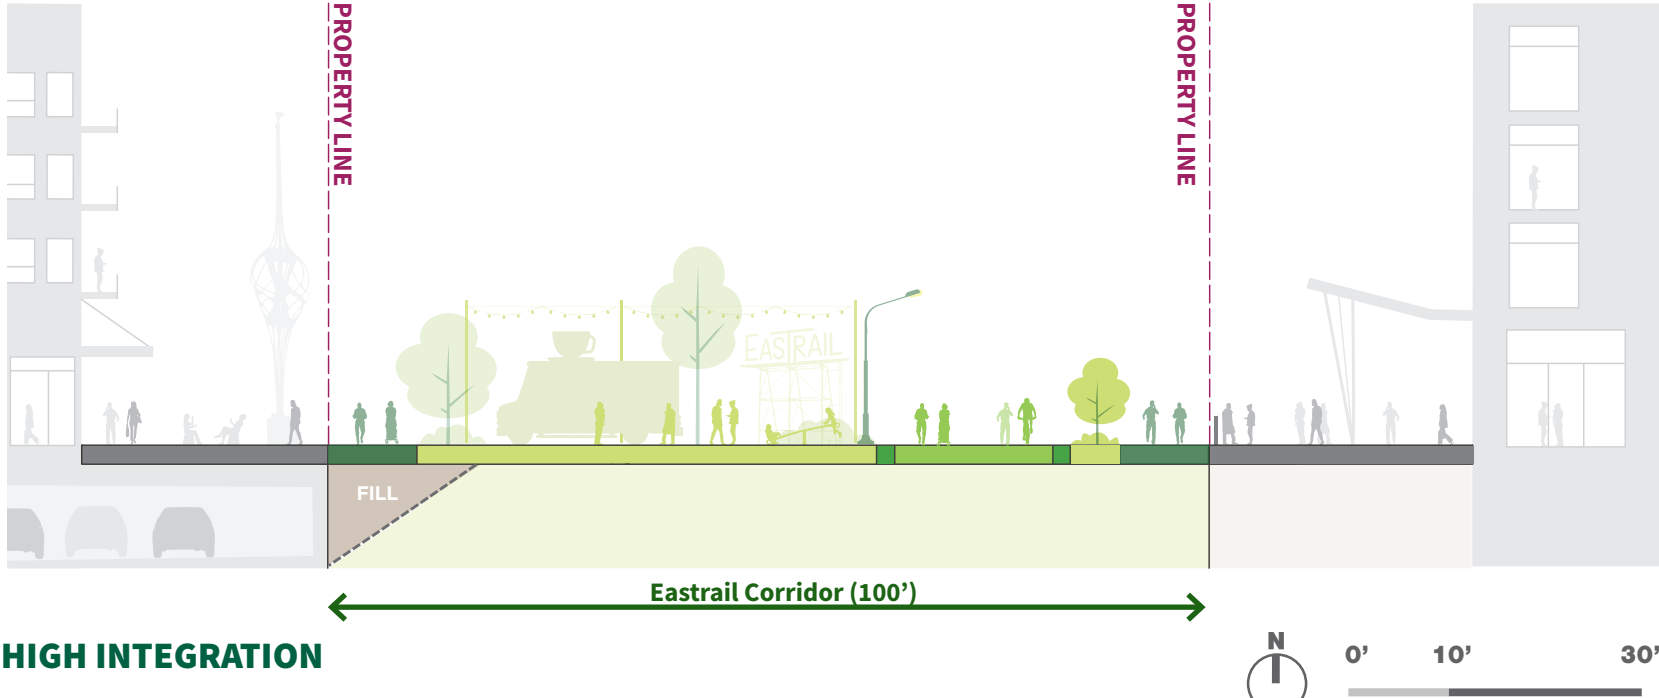 PROPERTY LINE
PROPERTY LINE
EASTRAIL
FILL
Eastrail Corridor (100’)
HIGH INTEGRATION
N
0’ 10’ 30’